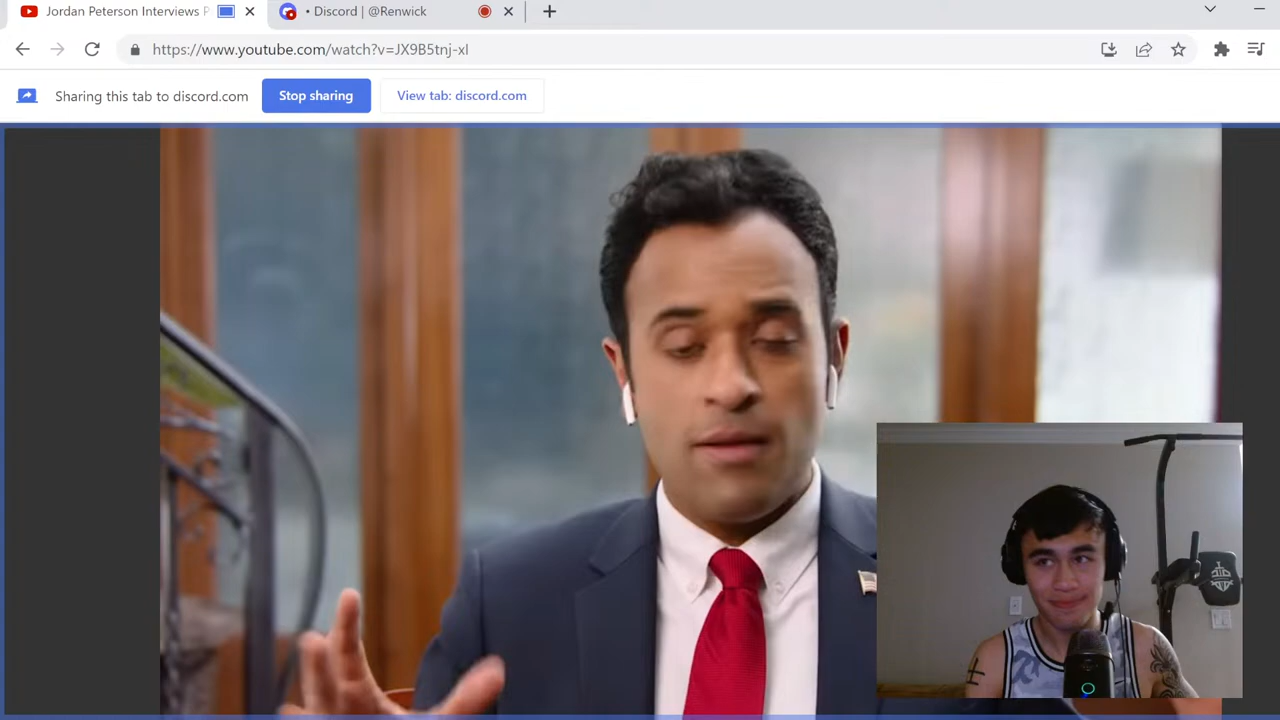 Jordan Peterson Interviews
• Discord | @Renwick
https://www.youtube.com/watch?v=JX9B5tnj-xI
Sharing this tab to discord.com
Stop sharing
View tab: discord.com